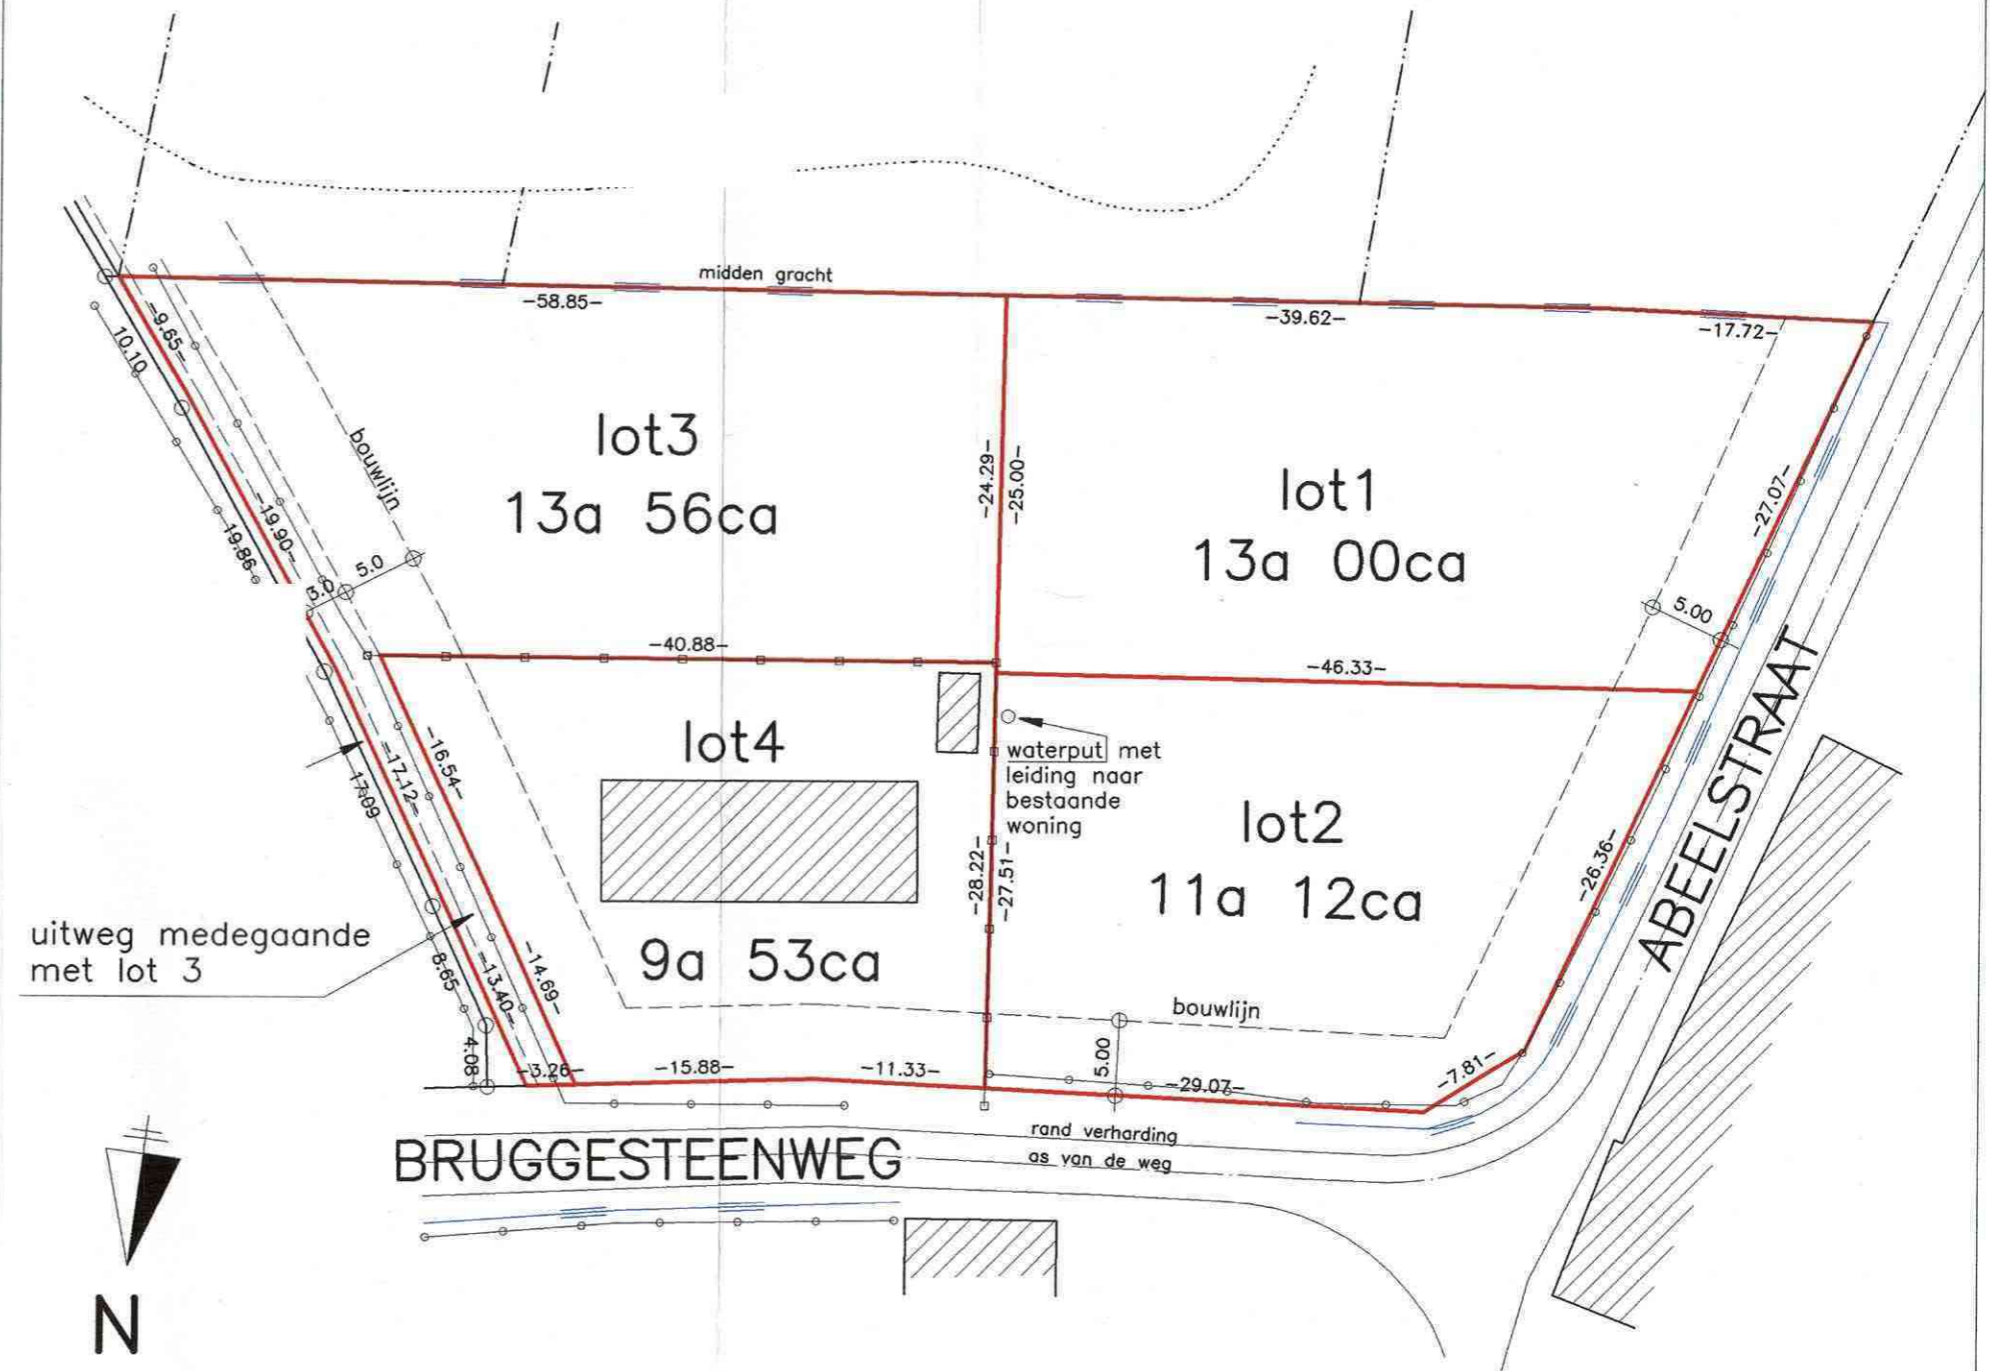 midden gracht
-58.85-
-39.62-
-17.72-
-9.65-
10.10
bouwlijn
lot3
13a 56ca
-24.29-
-25.00-
lot1
13a 00ca
-27.07-
-19.90-
19.86
3.0
5.0
5.00
-40.88-
-46.33-
ABEELSTRAAT
lot4
waterput met
leiding naar
bestaande
woning
-16.54-
-17.12-
17.09
lot2
11a 12ca
-28.22-
-27.51-
-26.36-
uitweg medegaande
met lot 3
9a 53ca
8.65
-13.40-
-14.69-
bouwlijn
4.08
5.00
-3.26-
-15.88-
-11.33-
-29.07-
-7.81-
BRUGGESTEENWEG
rand verharding
as van de weg
N